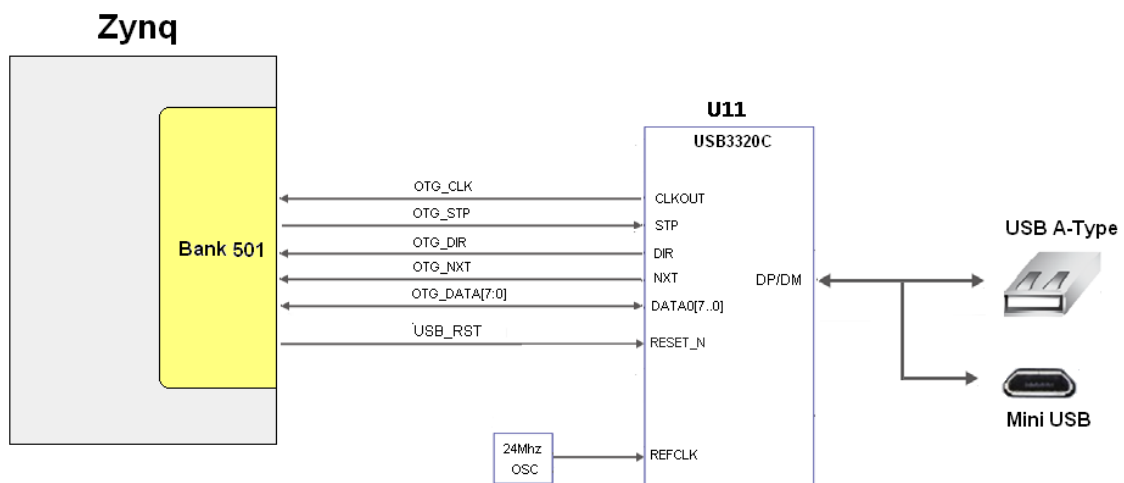 Zynq
U11
USB3320C
OTG_CLK
CLKOUT
OTG_STP
STP
USB A-Type
OTG_DIR
DIR
Bank 501
OTG_NXT
NXT
DP/DM
OTG_DATA[7:0]
DATA0[7..0]
USB_RST
RESET_N
Mini USB
24Mhz
OSC
REFCLK